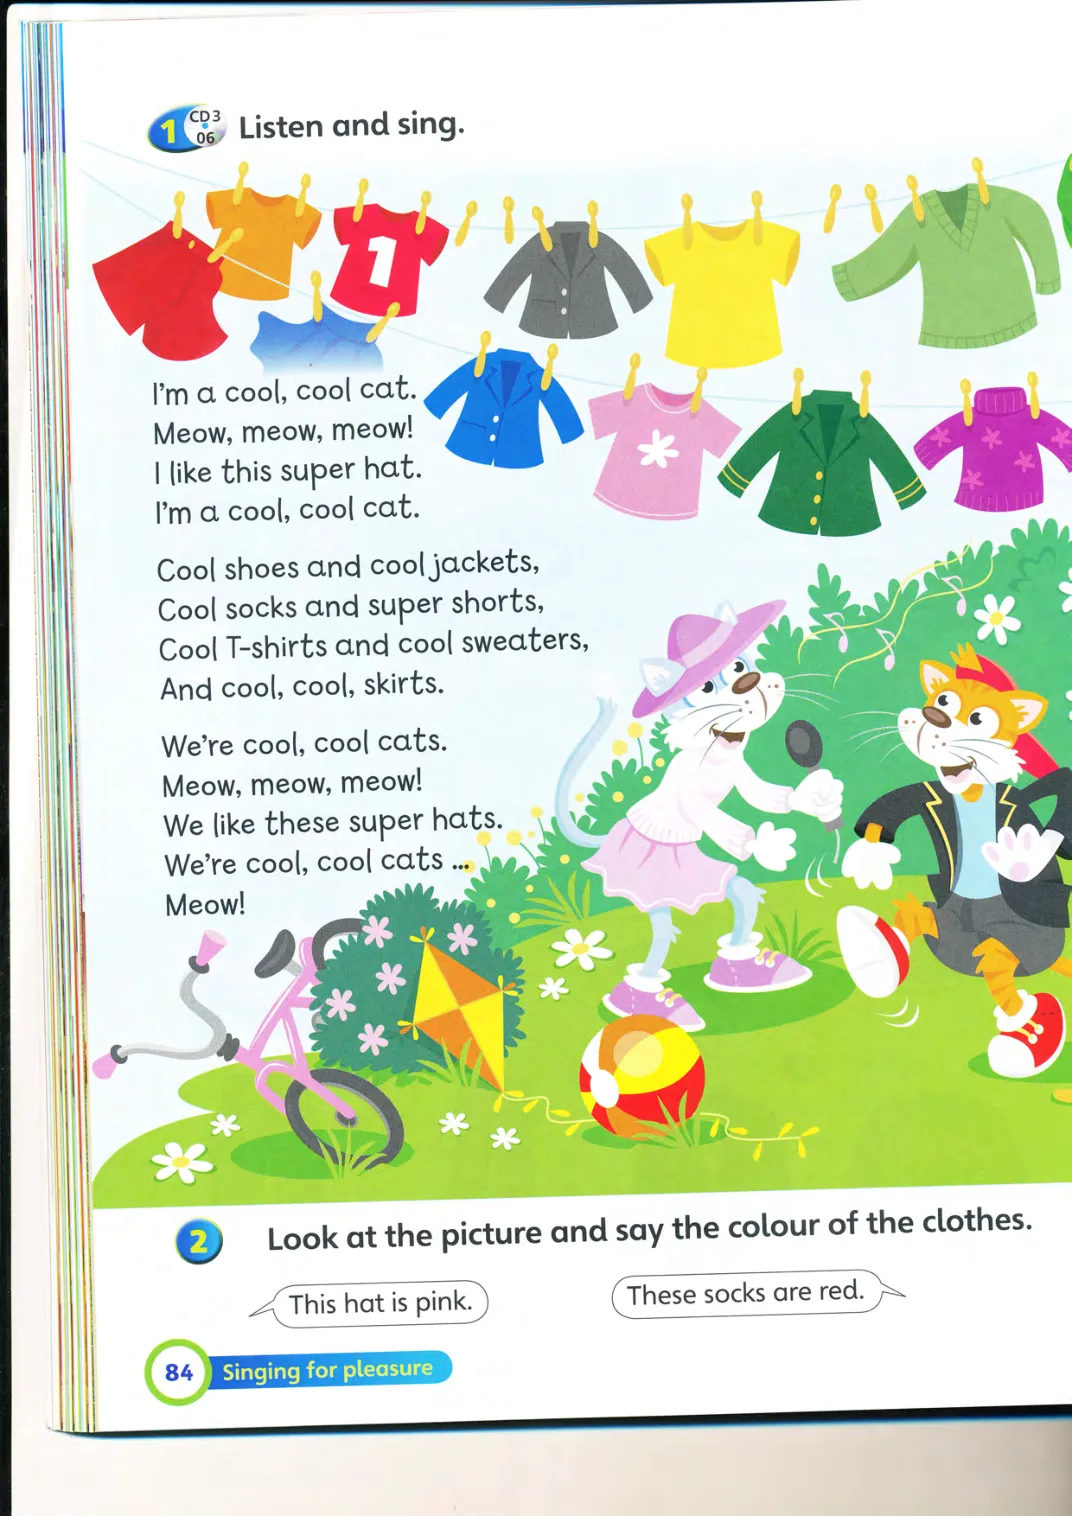 1 CD3 06 Listen and sing.
1
I'm a cool, cool cat.
Meow, meow, meow!
I like this super hat.
I'm a cool, cool cat.
Cool shoes and cool jackets,
Cool socks and super shorts,
Cool T-shirts and cool sweaters,
And cool, cool, skirts.
We're cool, cool cats.
Meow, meow, meow!
We like these super hats.
We're cool, cool cats ...
Meow!
2 Look at the picture and say the colour of the clothes.
This hat is pink.
These socks are red.
84 Singing for pleasure